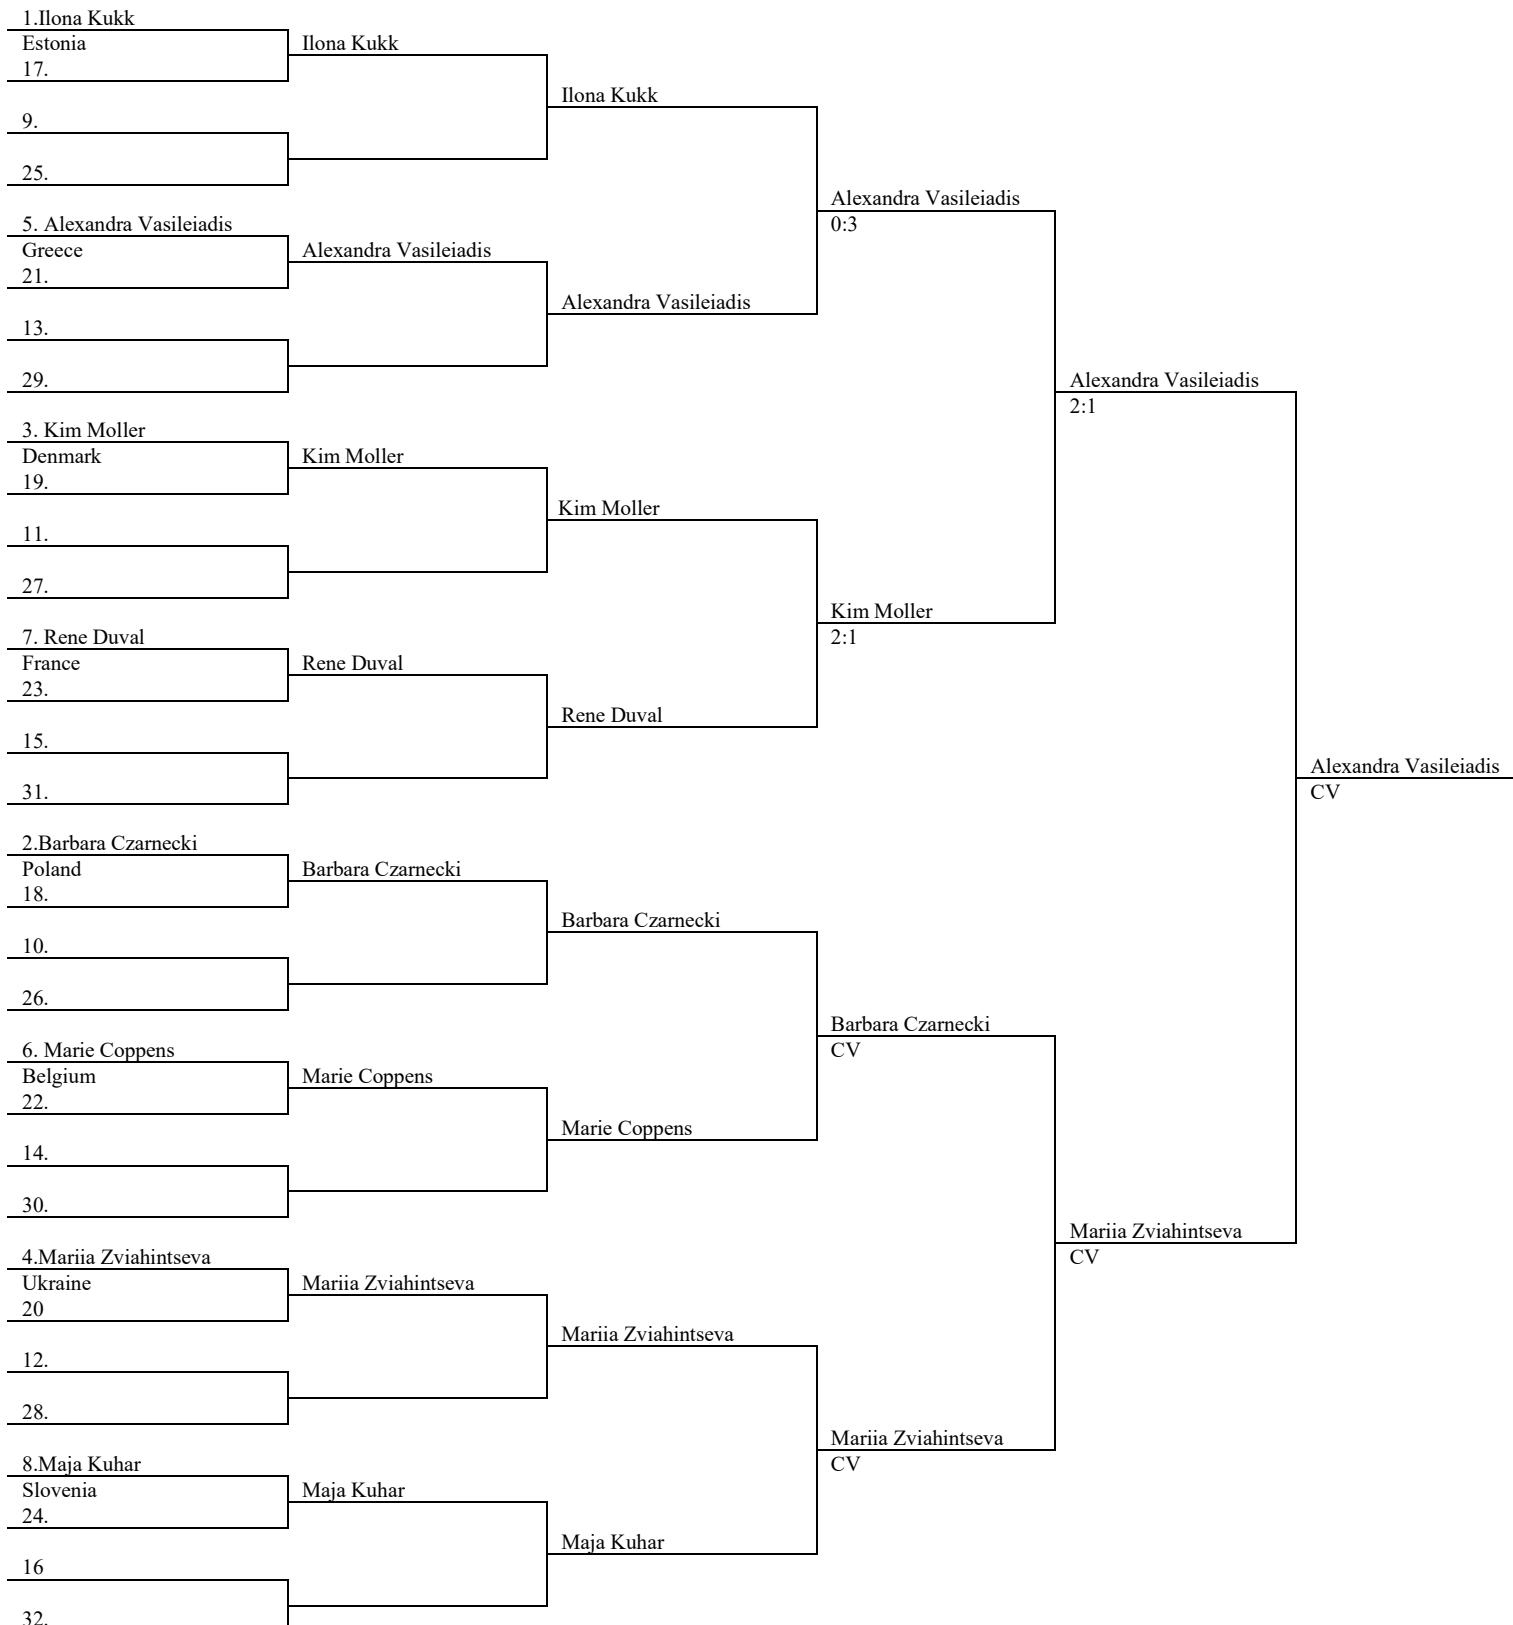 1.Ilona Kukk
Estonia
17.
9.
25.
5. Alexandra Vasileiadis
Greece
21.
13.
29.
3. Kim Moller
Denmark
19.
11.
27.
7. Rene Duval
France
23.
15.
31.
2.Barbara Czarnecki
Poland
18.
10.
26.
6. Marie Coppens
Belgium
22.
14.
30.
4.Mariia Zviahintseva
Ukraine
20
12.
28.
8.Maja Kuhar
Slovenia
24.
16
32.
Ilona Kukk
Alexandra Vasileiadis
Kim Moller
Rene Duval
Barbara Czarnecki
Marie Coppens
Mariia Zviahintseva
Maja Kuhar
Ilona Kukk
Alexandra Vasileiadis
Kim Moller
Rene Duval
Barbara Czarnecki
Marie Coppens
Mariia Zviahintseva
Maja Kuhar
Alexandra Vasileiadis
0:3
Kim Moller
2:1
Barbara Czarnecki
CV
Mariia Zviahintseva
CV
Alexandra Vasileiadis
2:1
Mariia Zviahintseva
CV
Alexandra Vasileiadis
CV